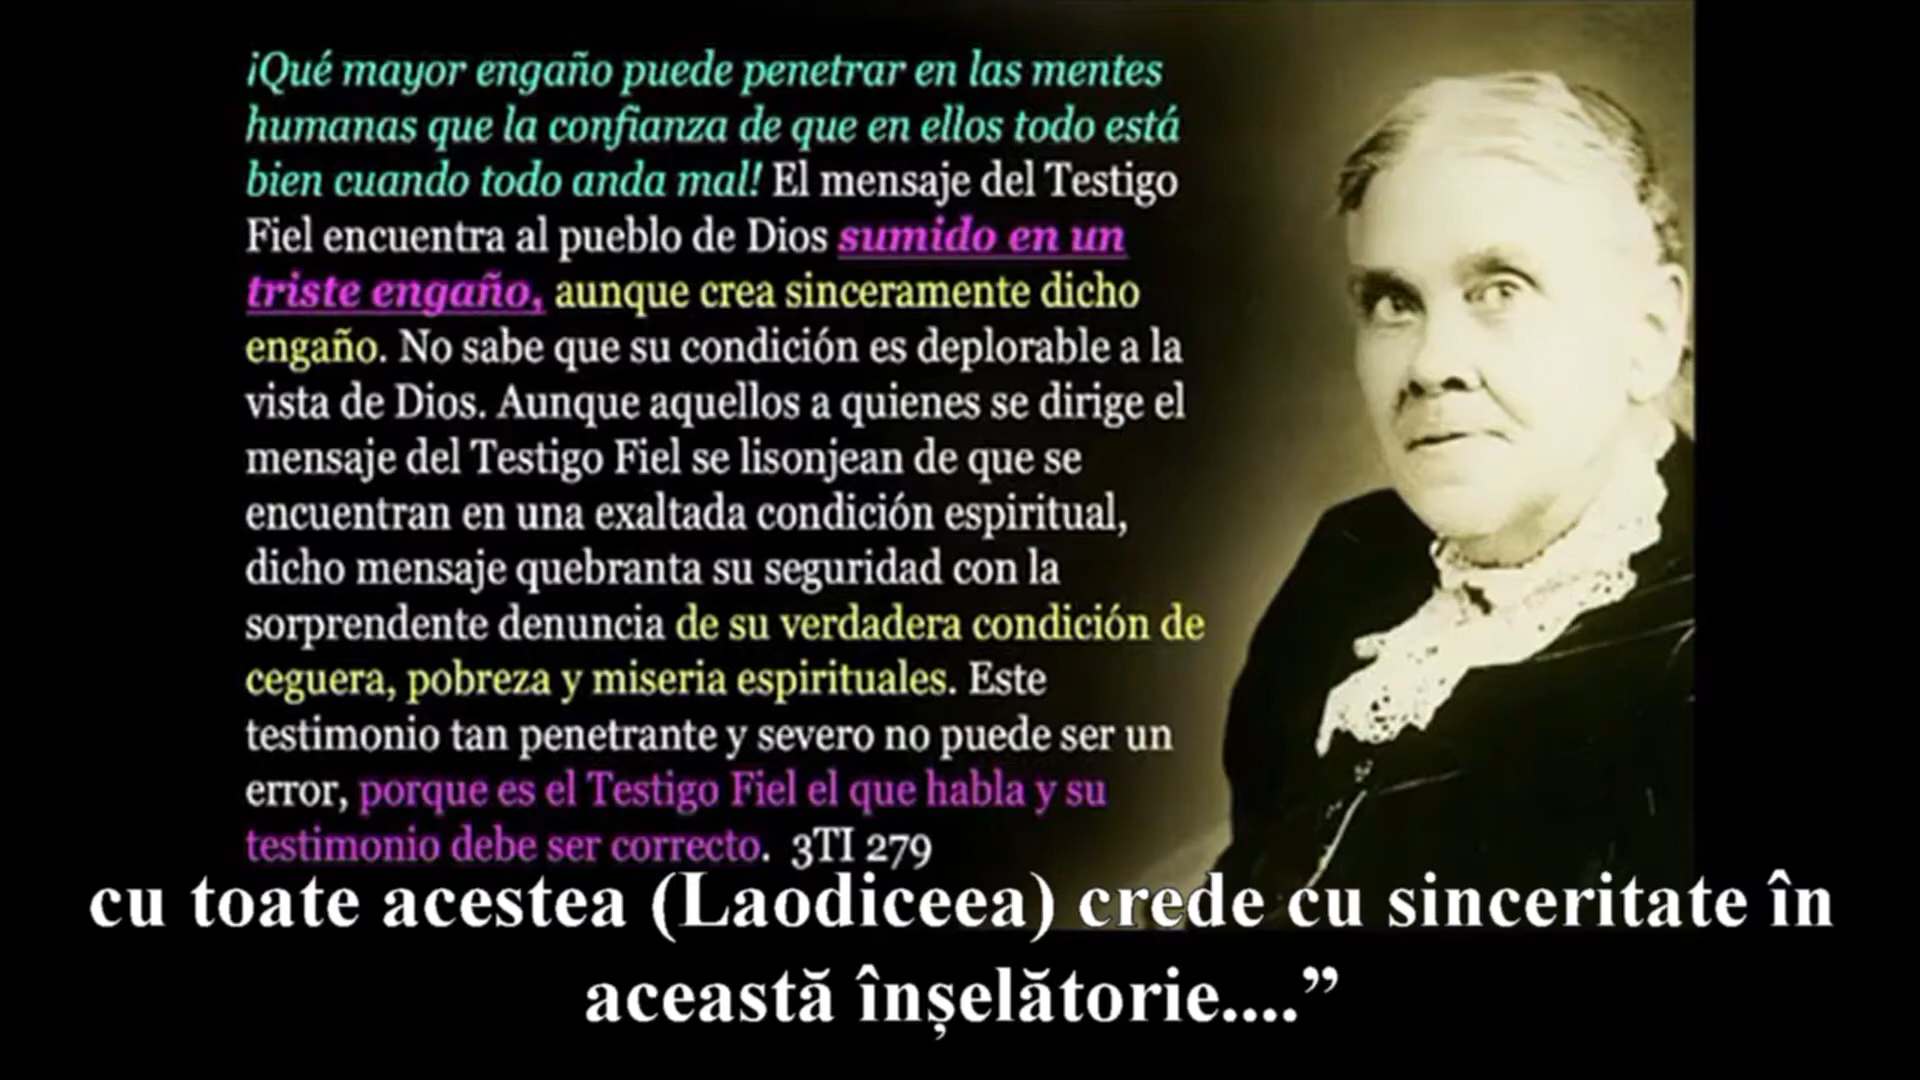 ¡Qué mayor engaño puede penetrar en las mentes
humanas que la confianza de que en ellos todo está
bien cuando todo anda mal! El mensaje del Testigo
Fiel encuentra al pueblo de Dios sumido en un
triste engaño, aunque crea sinceramente dicho
engaño. No sabe que su condición es deplorable a la
vista de Dios. Aunque aquellos a quienes se dirige el
mensaje del Testigo Fiel se lisonjean de que se
encuentran en una exaltada condición espiritual,
dicho mensaje quebranta su seguridad con la
sorprendente denuncia de su verdadera condición de
ceguera, pobreza y miseria espirituales. Este
testimonio tan penetrante y severo no puede ser un
error, porque es el Testigo Fiel el que habla y su
testimonio debe ser correcto. 3TI 279
cu toate acestea (Laodiceea) crede cu sinceritate în
această înșelătorie....”